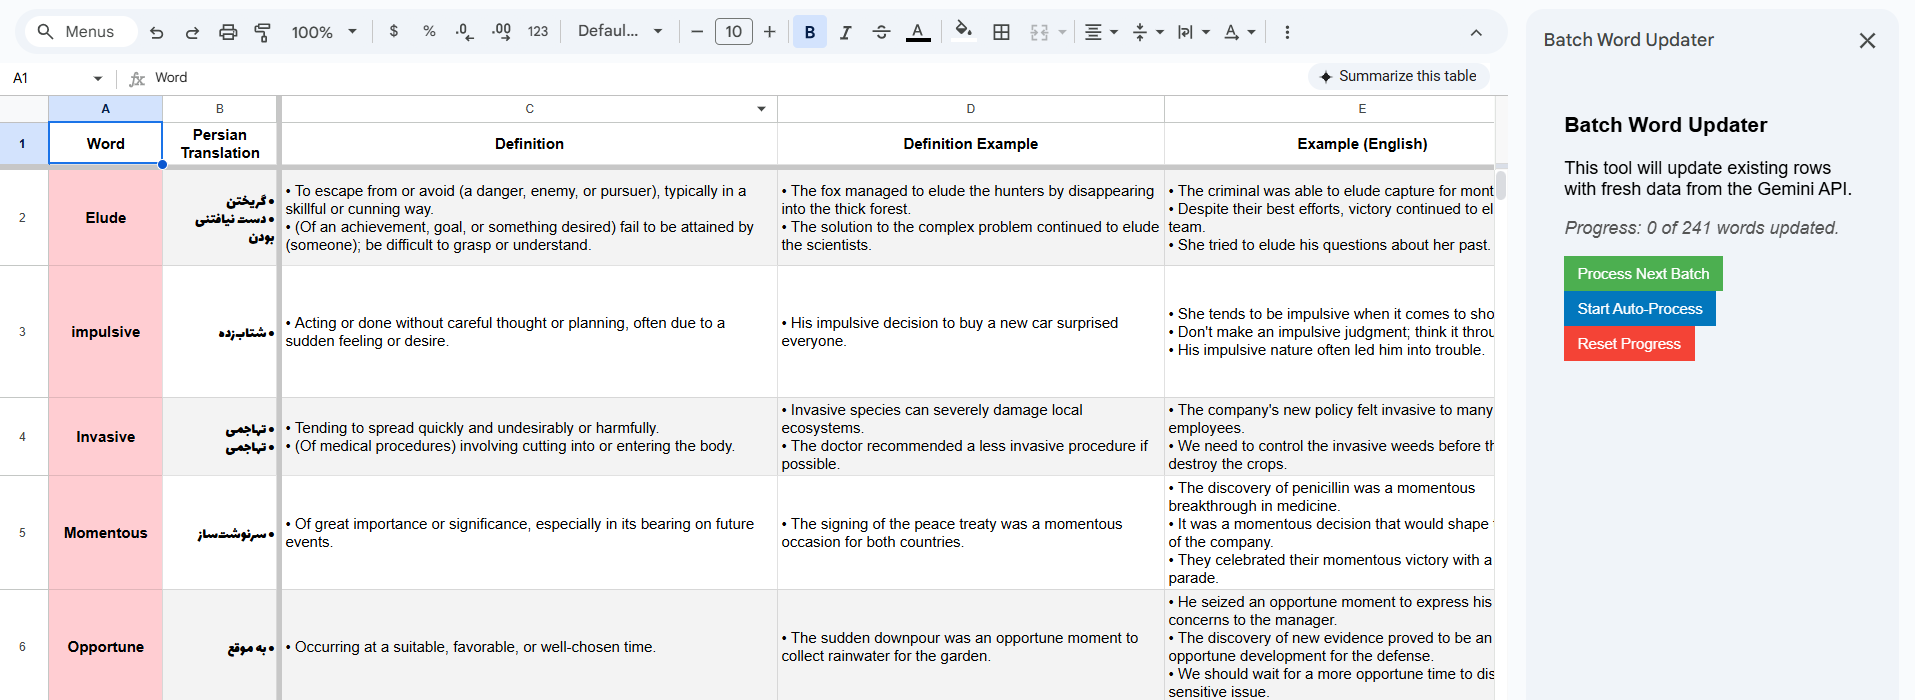 Menus
100%
$
%
.0
.00
123
Defaul...
10
B
I
A
A
A1
fx
Word
Summarize this table
A
B
C
D
E
1
Word
Persian
Translation
Definition
Definition Example
Example (English)
2
Elude
• گریختن
• دست نیافتنی
بودن
• To escape from or avoid (a danger, enemy, or pursuer), typically in a
skillful or cunning way.
• (Of an achievement, goal, or something desired) fail to be attained by
(someone); be difficult to grasp or understand.
• The fox managed to elude the hunters by disappearing
into the thick forest.
• The solution to the complex problem continued to elude
the scientists.
• The criminal was able to elude capture for mont
• Despite their best efforts, victory continued to el
team.
• She tried to elude his questions about her past.
3
impulsive
• شتاب‌زده
• Acting or done without careful thought or planning, often due to a
sudden feeling or desire.
• His impulsive decision to buy a new car surprised
everyone.
• She tends to be impulsive when it comes to sho
• Don't make an impulsive judgment; think it throu
• His impulsive nature often led him into trouble.
4
Invasive
• تهاجمی
• تهاجمی
• Tending to spread quickly and undesirably or harmfully.
• (Of medical procedures) involving cutting into or entering the body.
• Invasive species can severely damage local
ecosystems.
• The doctor recommended a less invasive procedure if
possible.
• The company's new policy felt invasive to many
employees.
• We need to control the invasive weeds before th
destroy the crops.
5
Momentous
• سرنوشت‌ساز
• Of great importance or significance, especially in its bearing on future
events.
• The signing of the peace treaty was a momentous
occasion for both countries.
• The discovery of penicillin was a momentous
breakthrough in medicine.
• It was a momentous decision that would shape
of the company.
• They celebrated their momentous victory with a
parade.
6
Opportune
• به موقع
• Occurring at a suitable, favorable, or well-chosen time.
• The sudden downpour was an opportune moment to
collect rainwater for the garden.
• He seized an opportune moment to express his
concerns to the manager.
• The discovery of new evidence proved to be an
opportune development for the defense.
• We should wait for a more opportune time to dis
sensitive issue.
Batch Word Updater
Batch Word Updater
This tool will update existing rows
with fresh data from the Gemini API.
Progress: 0 of 241 words updated.
Process Next Batch
Start Auto-Process
Reset Progress